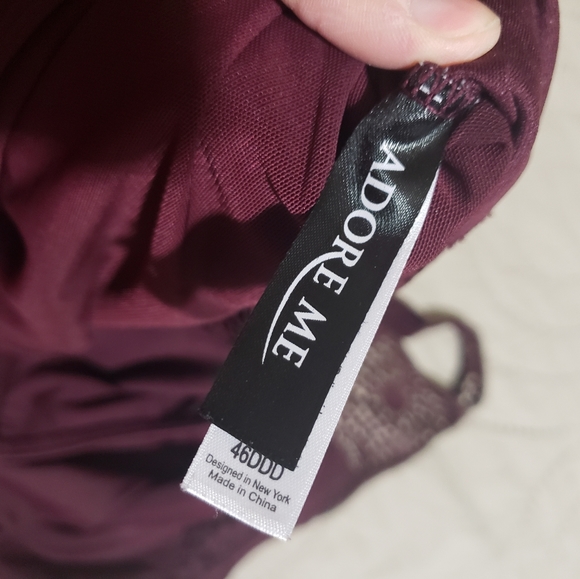 ADORE ME
46DDD
Designed in New York
Made in China